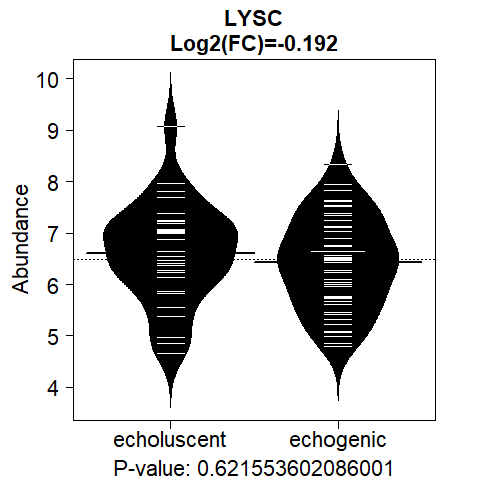 LYSC
Log2(FC)=-0.192
10
9
8
7
6
5
4
Abundance
echoluscent echogenic
P-value: 0.621553602086001